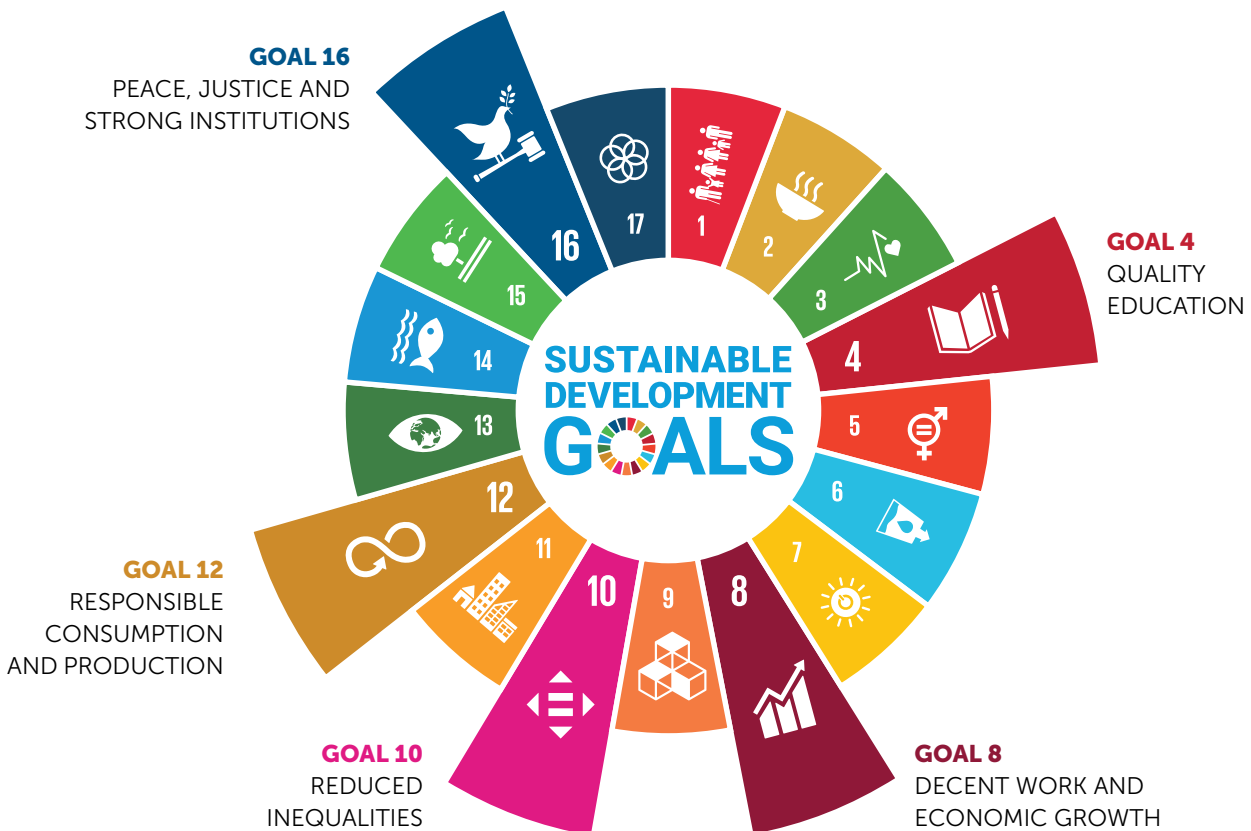 GOAL 16
PEACE, JUSTICE AND
STRONG INSTITUTIONS
GOAL 4
QUALITY
EDUCATION
GOAL 12
RESPONSIBLE
CONSUMPTION
AND PRODUCTION
GOAL 10
REDUCED
INEQUALITIES
GOAL 8
DECENT WORK AND
ECONOMIC GROWTH
SUSTAINABLE
DEVELOPMENT
GOALS
1
2
3
4
5
6
7
8
9
10
11
12
13
14
15
16
17